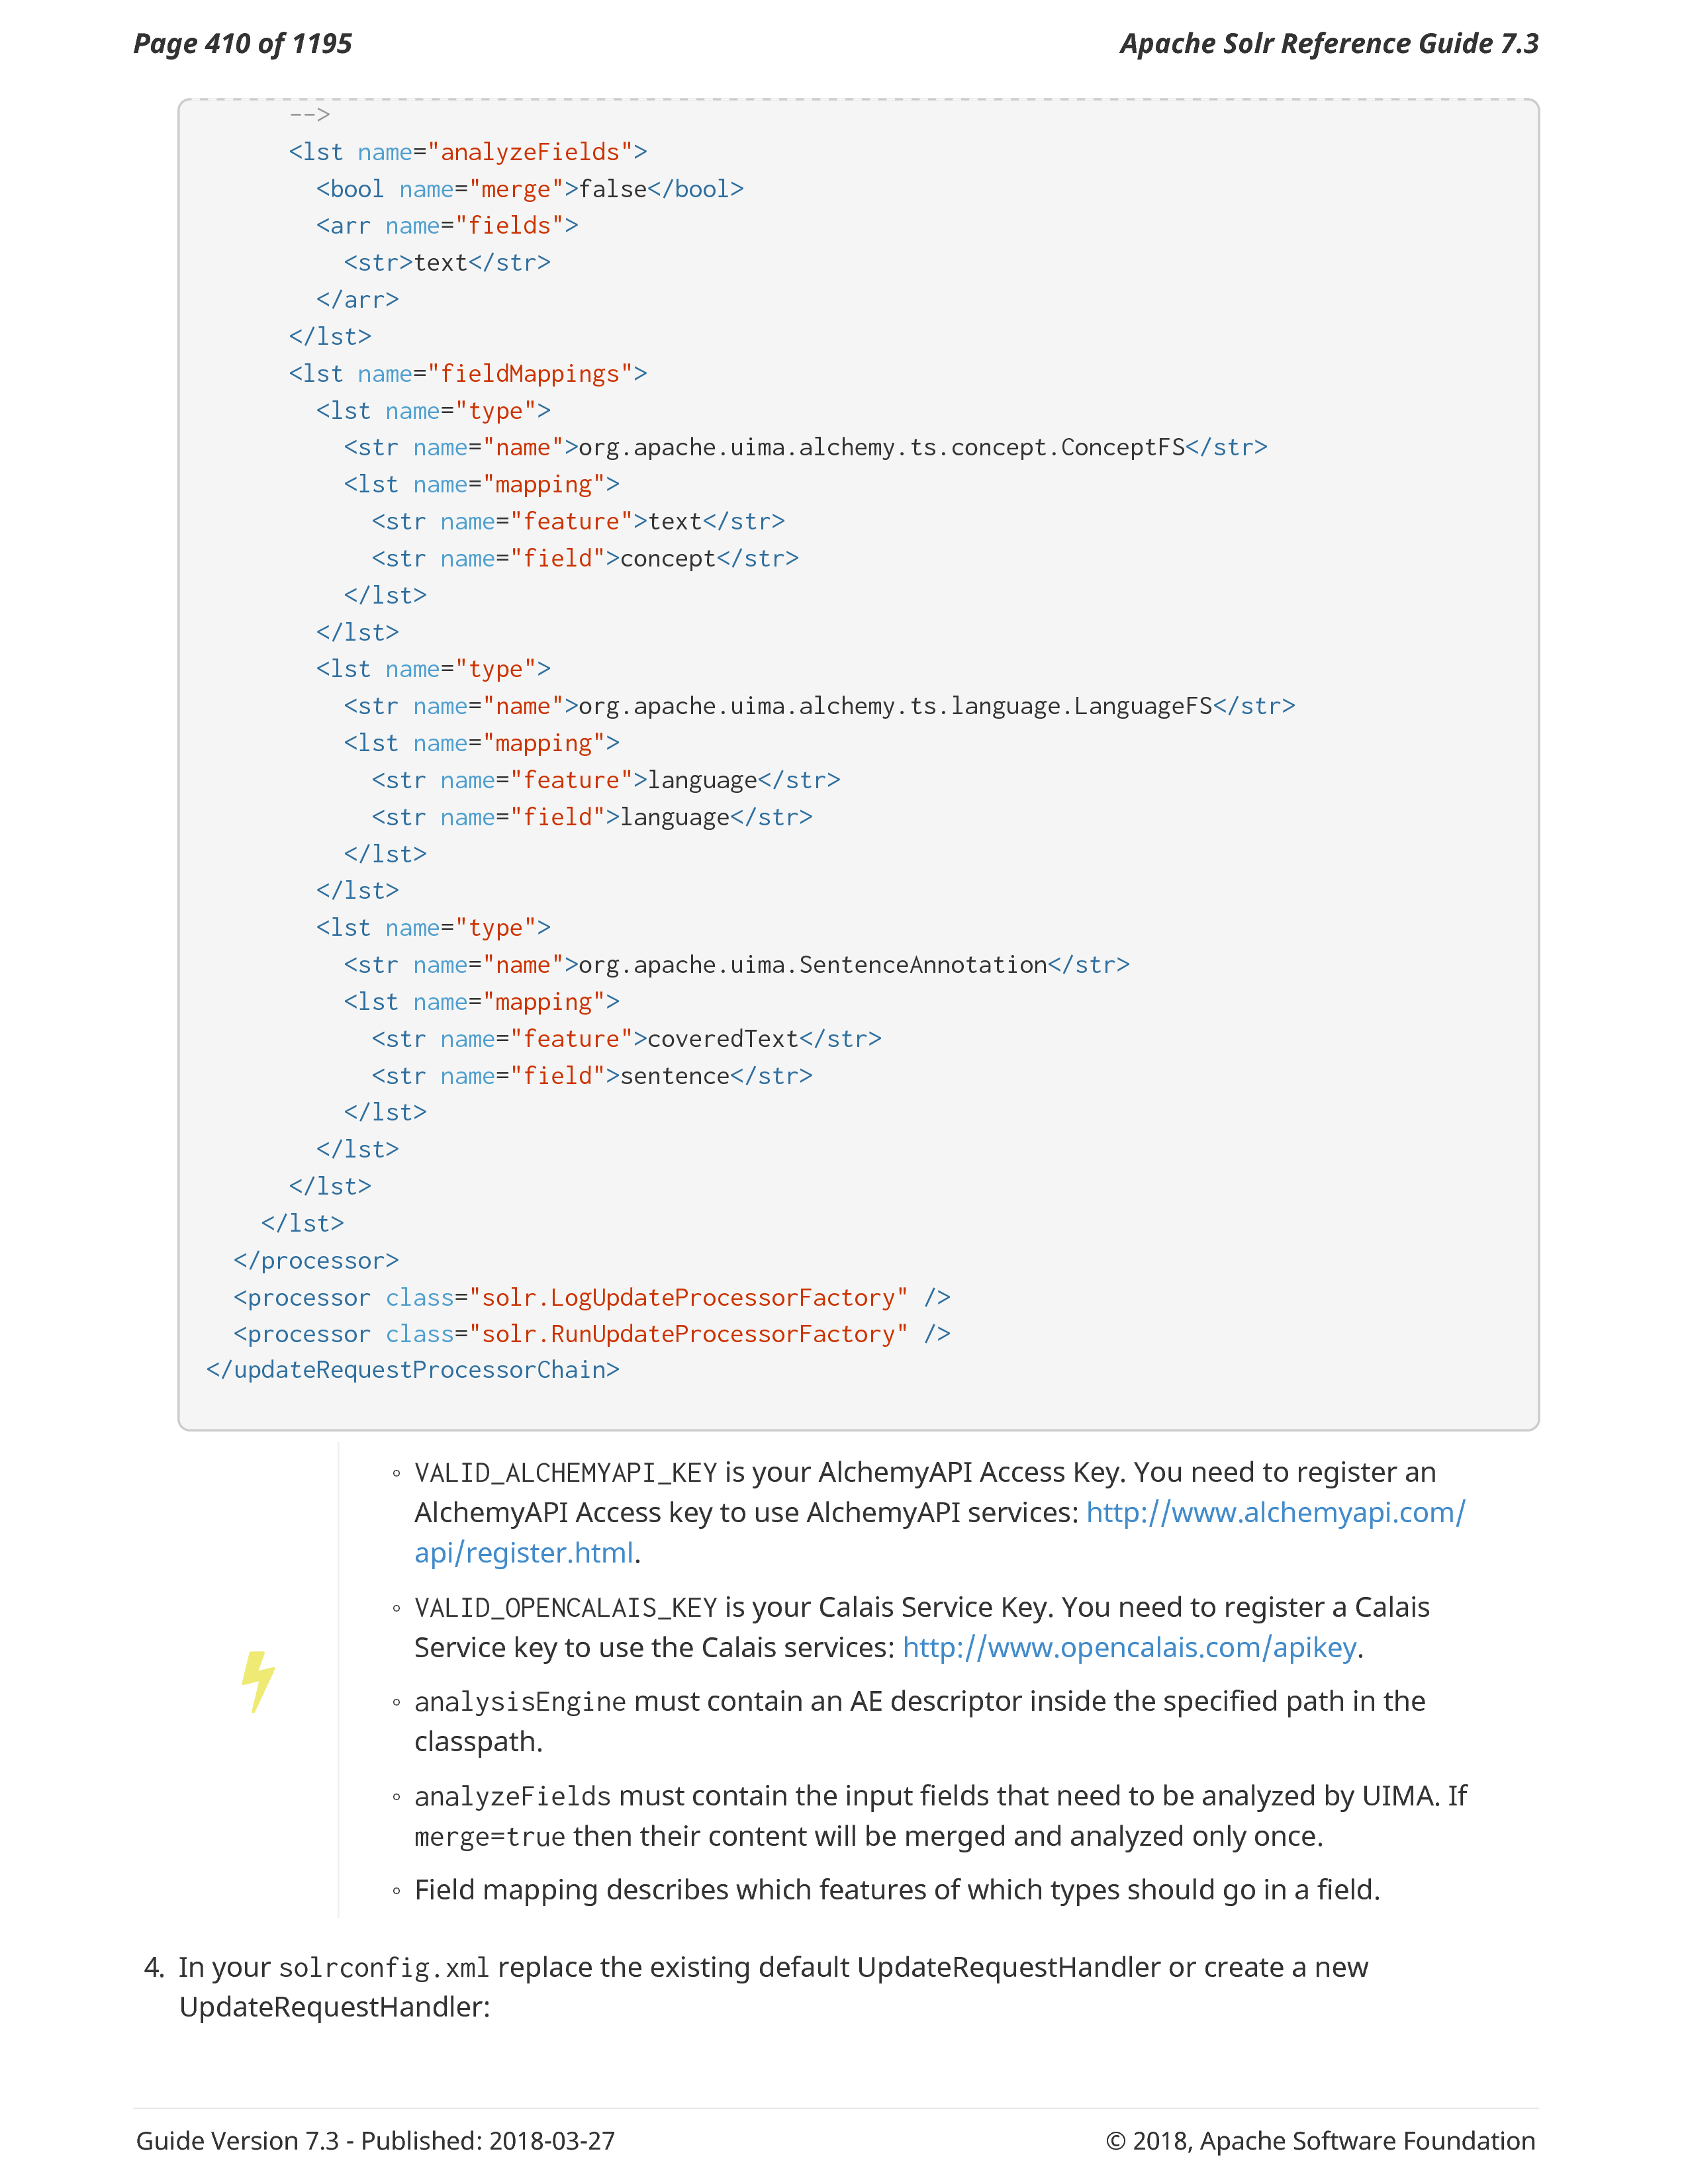 Page 410 of 1195
Apache Solr Reference Guide 7.3
-->
<lst name="analyzeFields">
<bool name="merge">false</bool>
<arr name="fields">
<str>text</str>
</arr>
</lst>
<lst name="fieldMappings">
<lst name="type">
<str name="name">org.apache.uima.alchemy.ts.concept.ConceptFS</str>
<lst name="mapping">
<str name="feature">text</str>
<str name="field">concept</str>
</lst>
</lst>
<lst name="type">
<str name="name">org.apache.uima.alchemy.ts.language.LanguageFS</str>
<lst name="mapping">
<str name="feature">language</str>
<str name="field">language</str>
</lst>
</lst>
<lst name="type">
<str name="name">org.apache.uima.SentenceAnnotation</str>
<lst name="mapping">
<str name="feature">coveredText</str>
<str name="field">sentence</str>
</lst>
</lst>
</lst>
</lst>
</processor>
<processor class="solr.LogUpdateProcessorFactory" />
<processor class="solr.RunUpdateProcessorFactory" />
</updateRequestProcessorChain>
◦ VALID_ALCHEMYAPI_KEY is your AlchemyAPI Access Key. You need to register an
AlchemyAPI Access key to use AlchemyAPI services: http://www.alchemyapi.com/
api/register.html.
◦ VALID_OPENCALAIS_KEY is your Calais Service Key. You need to register a Calais
Service key to use the Calais services: http://www.opencalais.com/apikey.
◦ analysisEngine must contain an AE descriptor inside the specified path in the
classpath.
◦ analyzeFields must contain the input fields that need to be analyzed by UIMA. If
merge=true then their content will be merged and analyzed only once.
◦ Field mapping describes which features of which types should go in a field.
4. In your solrconfig.xml replace the existing default UpdateRequestHandler or create a new
UpdateRequestHandler:
Guide Version 7.3 - Published: 2018-03-27
© 2018, Apache Software Foundation